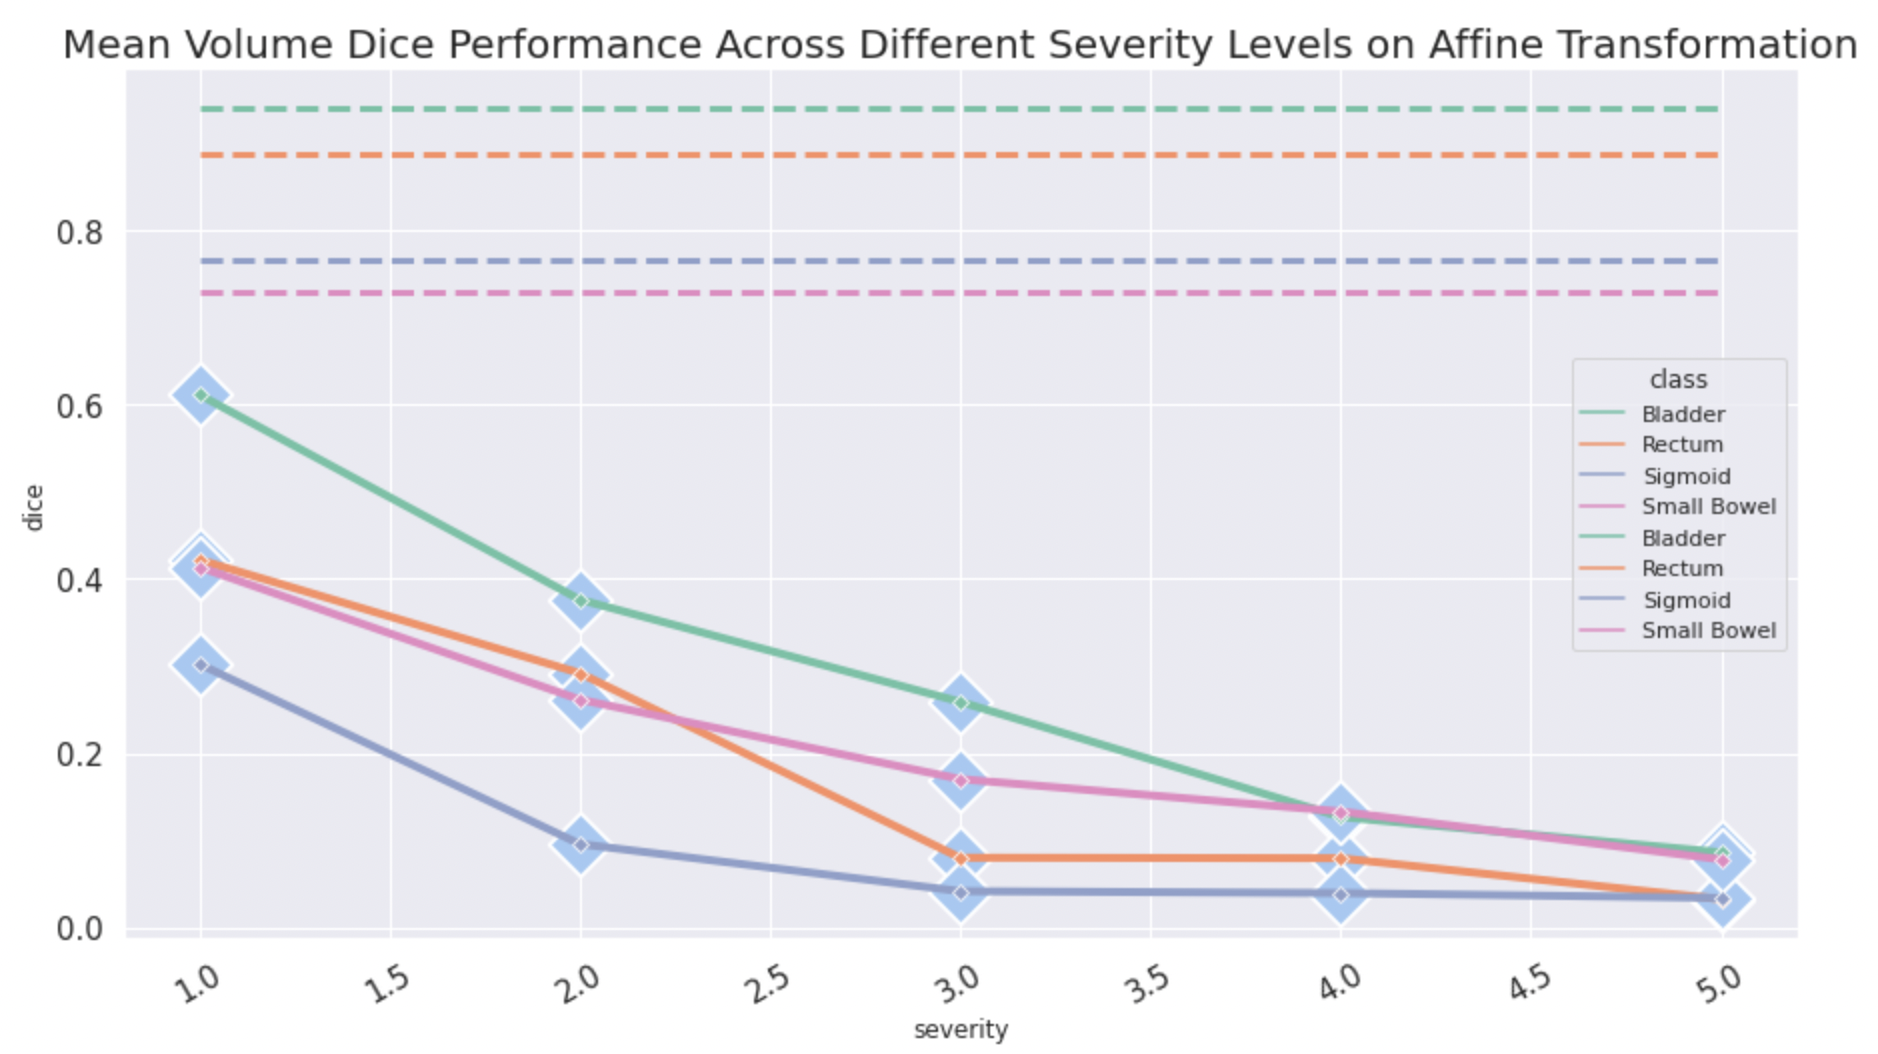 Mean Volume Dice Performance Across Different Severity Levels on Affine Transformation
0.8
0.6
0.4
0.2
0.0
dice
class
Bladder
Rectum
Sigmoid
Small Bowel
Bladder
Rectum
Sigmoid
Small Bowel
1.0 1.5 2.0 2.5 3.0 3.5 4.0 4.5 5.0
severity